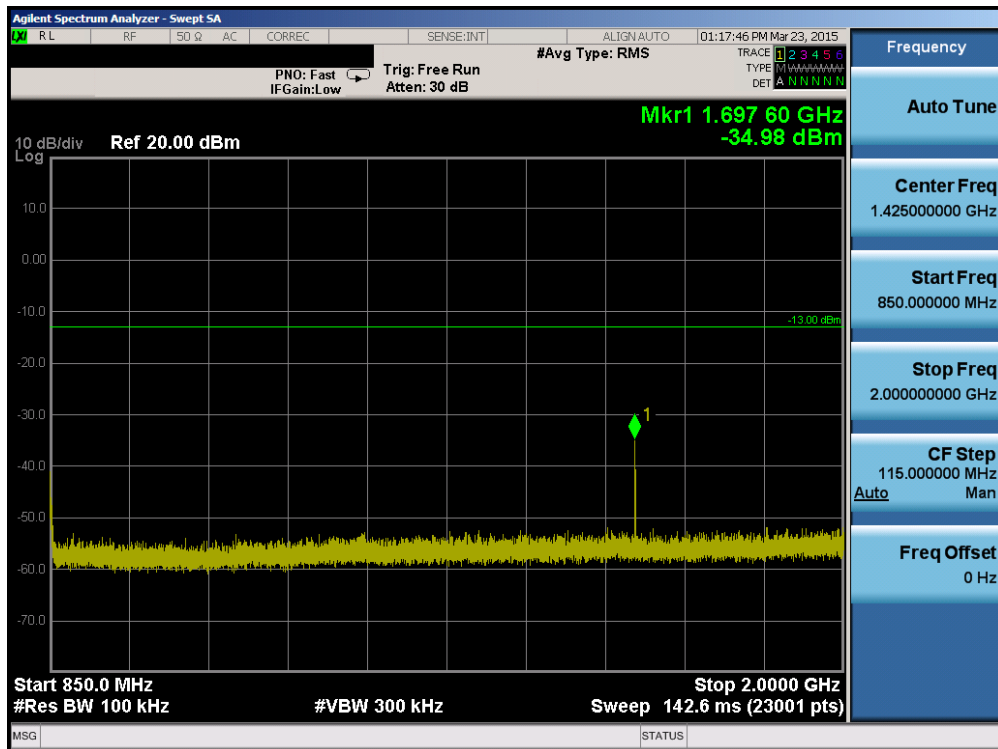 Agilent Spectrum Analyzer - Swept SA
LXI RL RF 50 Ω AC CORREC SENSE:INT ALIGN AUTO 01:17:46 PM Mar 23, 2015
#Avg Type: RMS
TRACE 1 2 3 4 5 6
TYPE M W W W W W
DET A N N N N N
PNO: Fast
IFGain:Low
Trig: Free Run
Atten: 30 dB
Mkr1 1.697 60 GHz
-34.98 dBm
10 dB/div Ref 20.00 dBm
Log
10.0
0.00
-10.0
-13.00 dBm
-20.0
-30.0
1
-40.0
-50.0
-60.0
-70.0
Start 850.0 MHz Stop 2.0000 GHz
#Res BW 100 kHz #VBW 300 kHz Sweep 142.6 ms (23001 pts)
MSG STATUS
Frequency
Auto Tune
Center Freq
1.425000000 GHz
Start Freq
850.000000 MHz
Stop Freq
2.000000000 GHz
CF Step
115.000000 MHz
Auto Man
Freq Offset
0 Hz